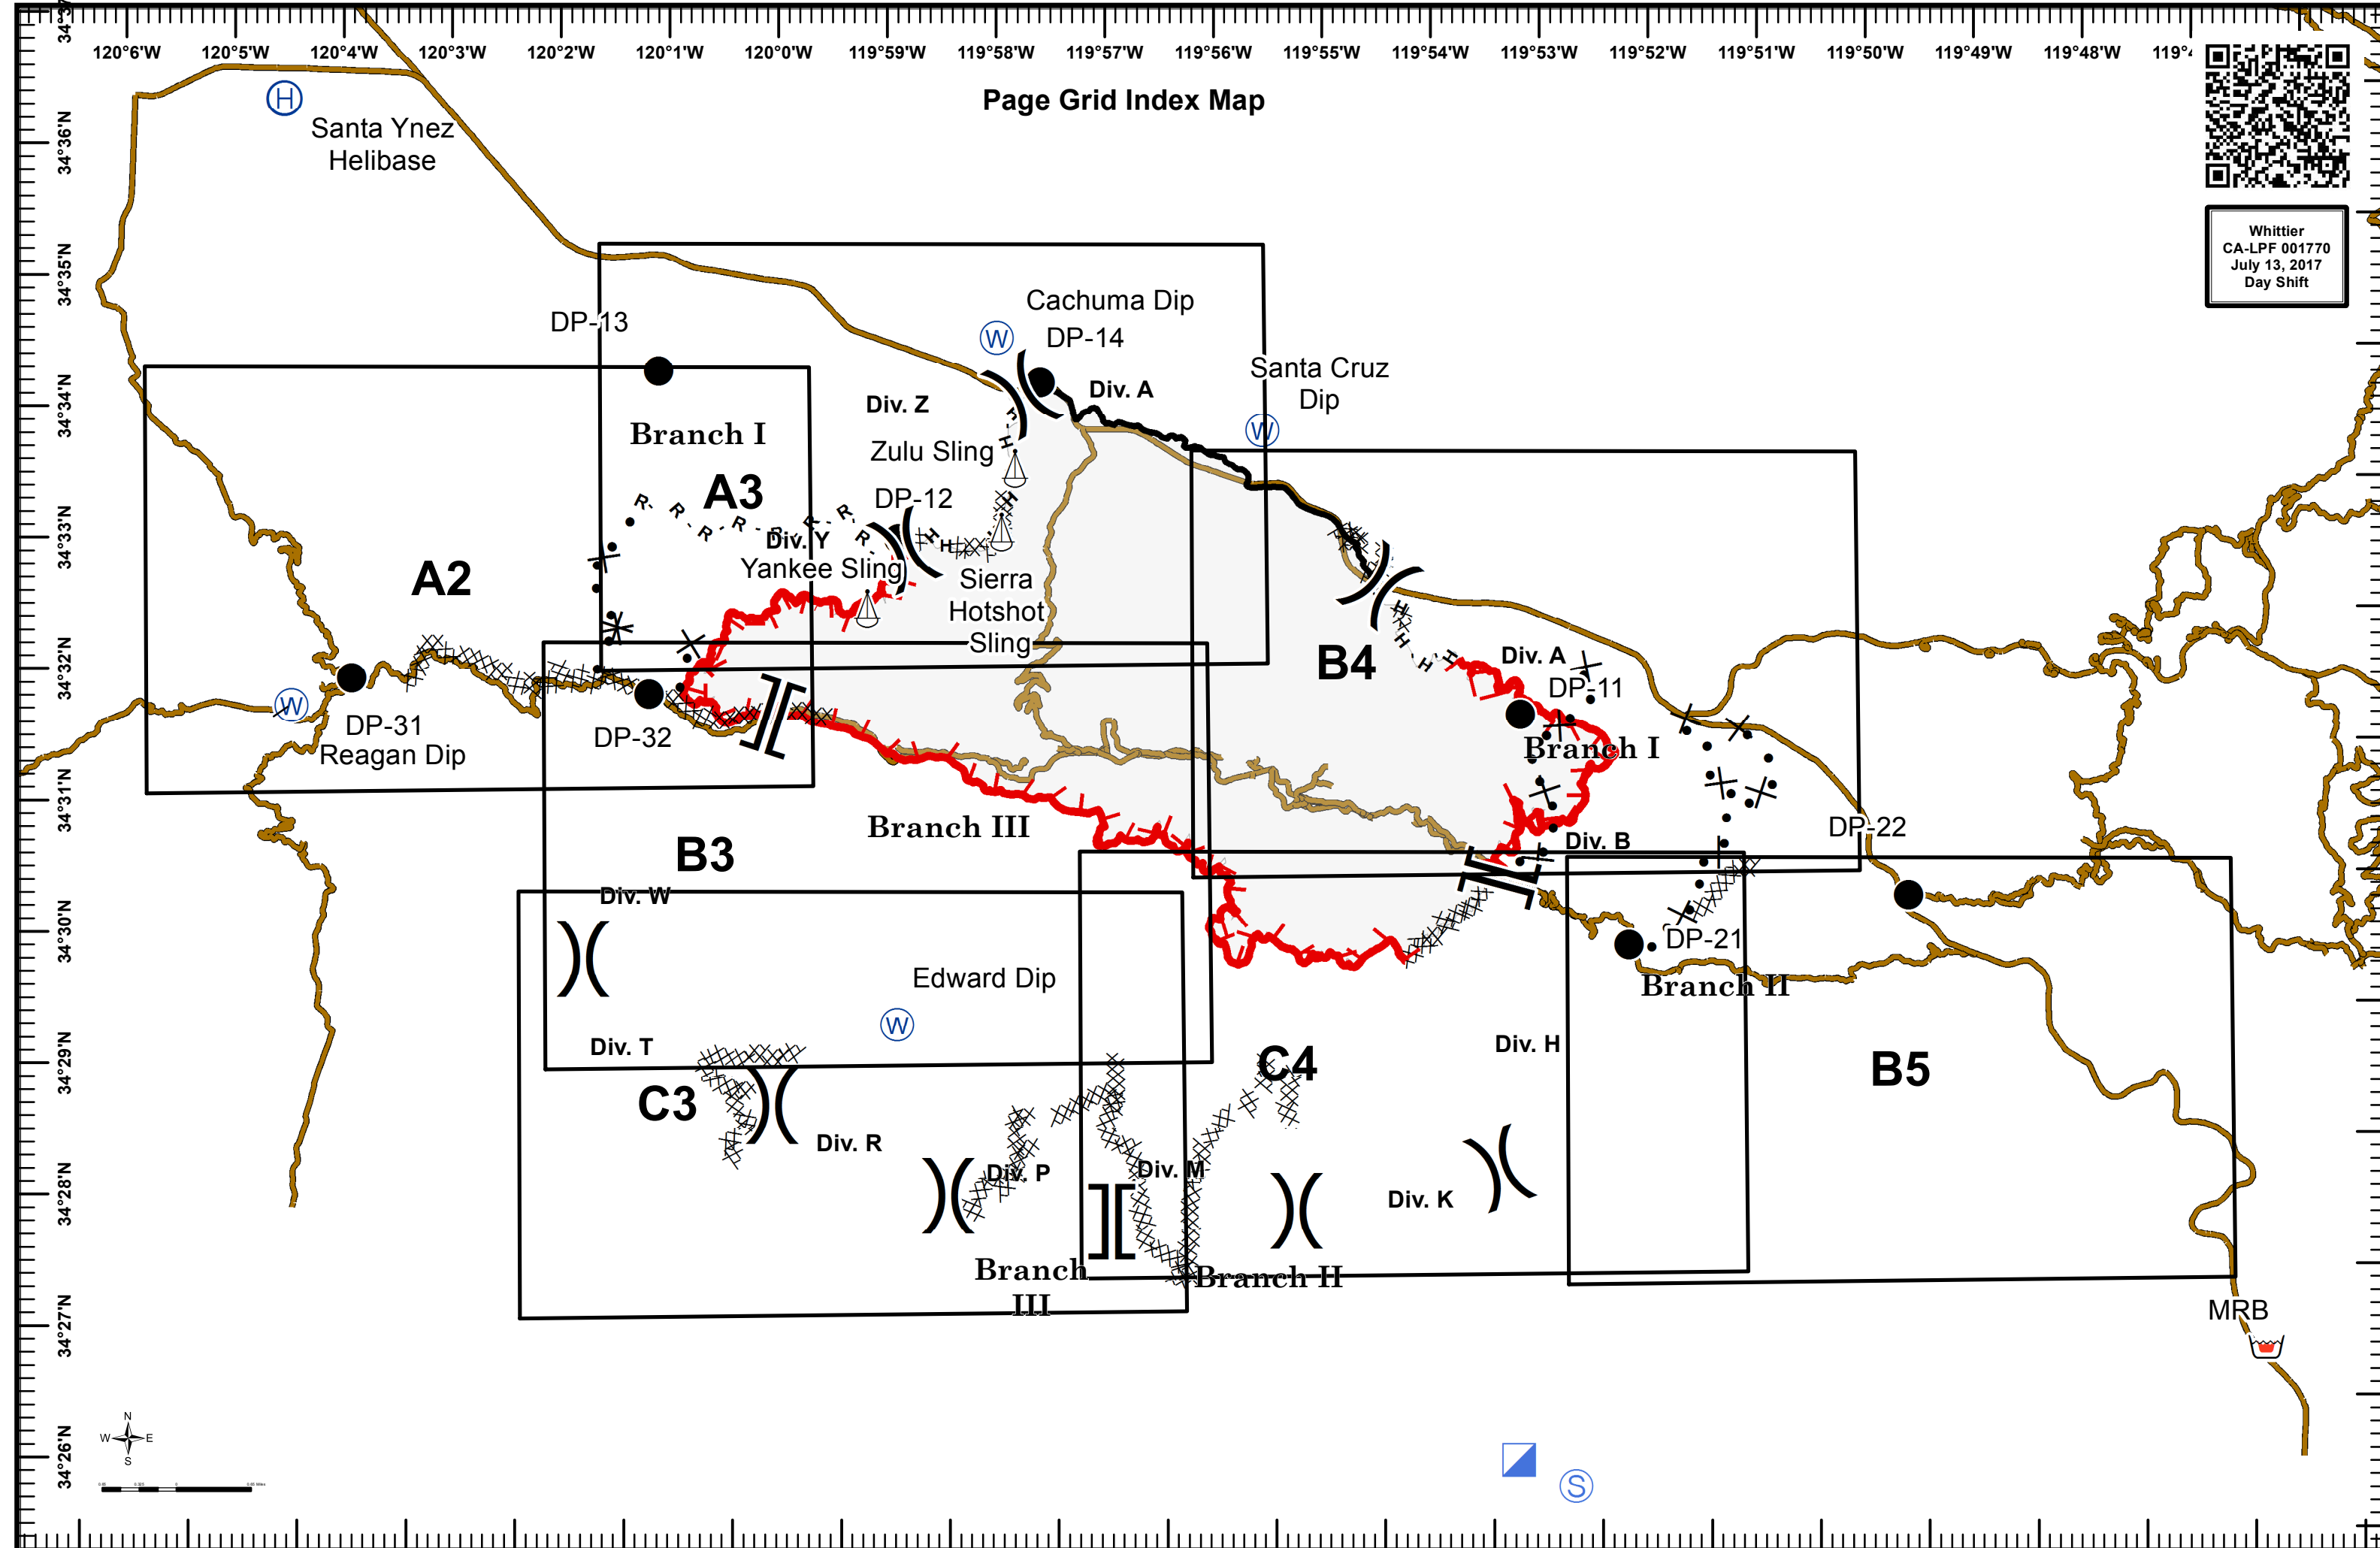 120°6'W 120°5'W 120°4'W 120°3'W 120°2'W 120°1'W 120°0'W 119°59'W 119°58'W 119°57'W 119°56'W 119°55'W 119°54'W 119°53'W 119°52'W 119°51'W 119°50'W 119°49'W 119°48'W
Page Grid Index Map
H
Santa Ynez
Helibase
Whittier
CA-LPF 001770
July 13, 2017
Day Shift
34°36'N
34°35'N
34°34'N
34°33'N
34°32'N
34°31'N
34°30'N
34°29'N
34°28'N
34°27'N
34°26'N
Cachuma Dip
DP-13
W
DP-14
Santa Cruz
Dip
Div. A
Div. Z
W
Branch I
Zulu Sling
A3
DP-12
Div. Y
Yankee Sling
Sierra
Hotshot
Sling
A2
B4
Div. A
DP-11
W
DP-31
Reagan Dip
DP-32
Branch I
Branch III
DP-22
Div. B
B3
Div. W
DP-21
Edward Dip
Branch II
W
Div. T
Div. H
C4
B5
C3
Div. R
Div. P
Div. M
Div. K
Branch
III
Branch II
MRB
N
W E
S
S